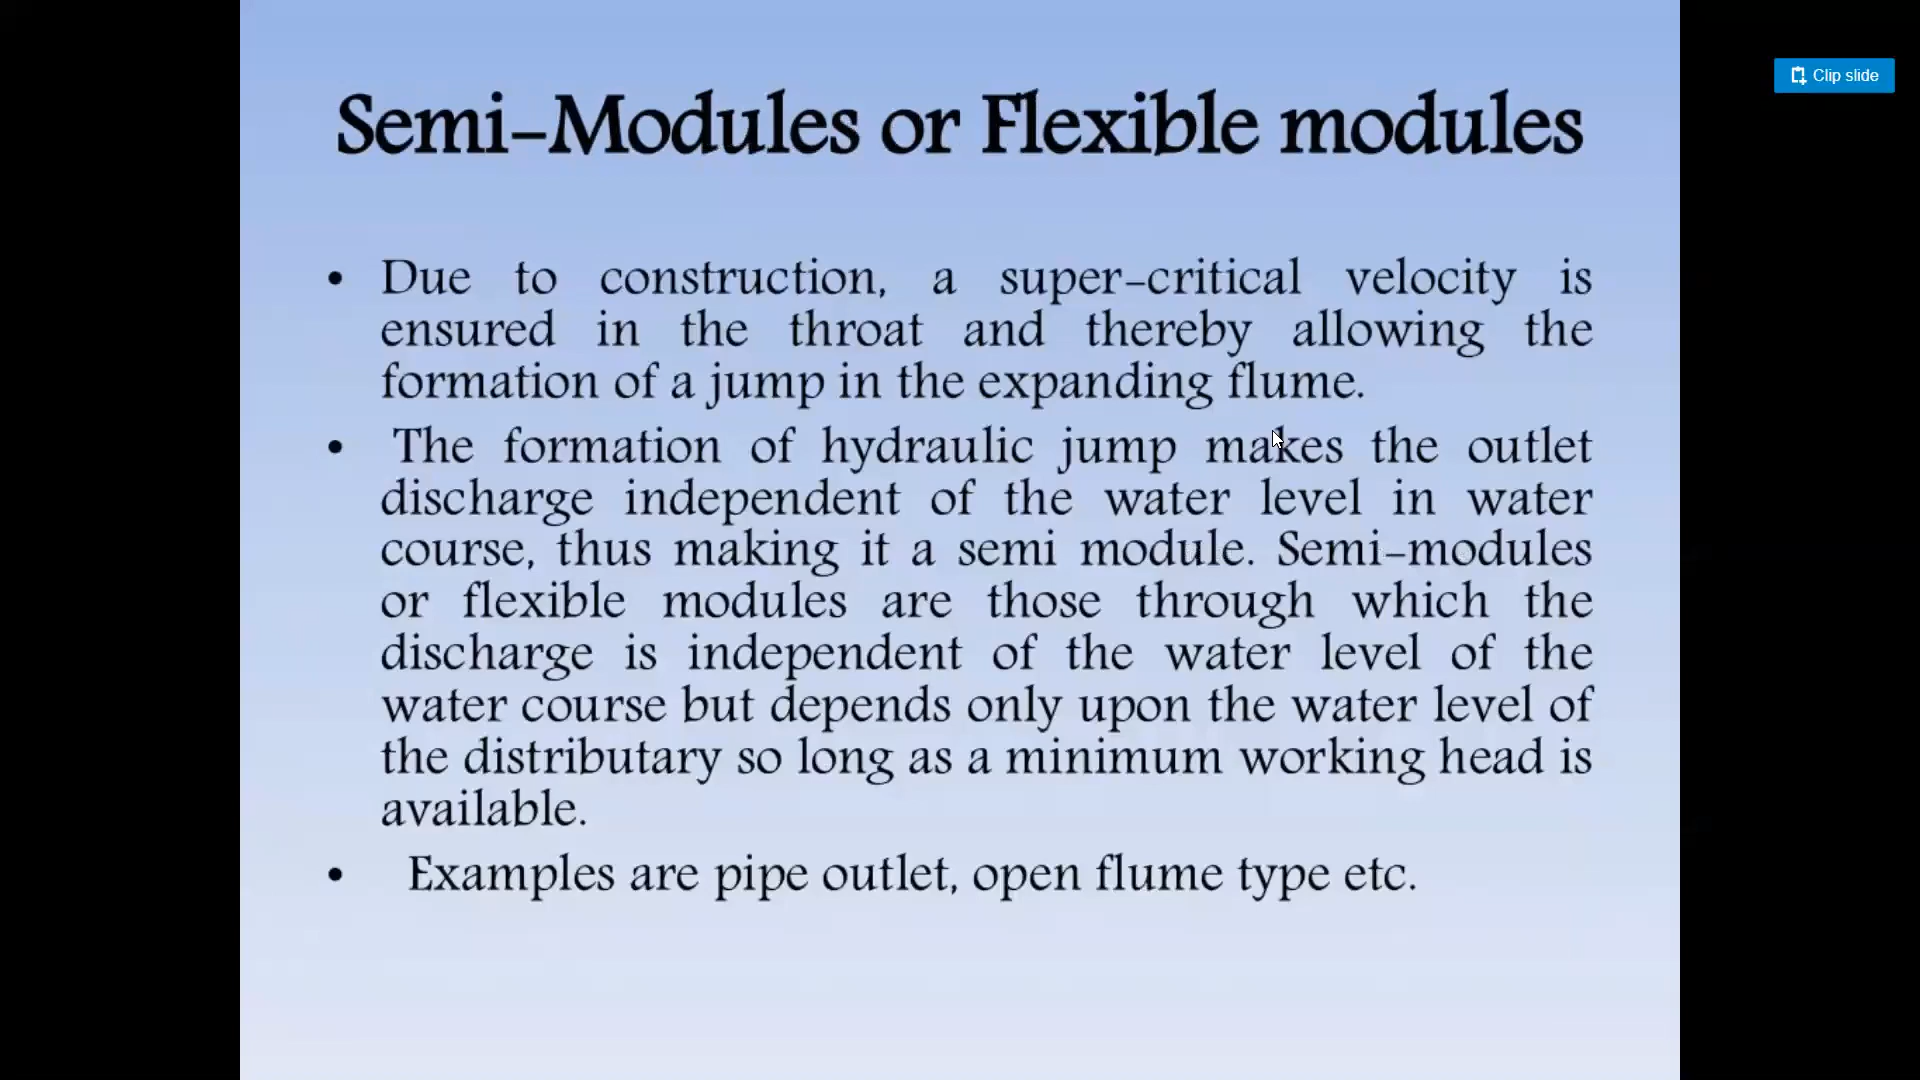 Clip slide
Semi-Modules or Flexible modules
• Due to construction, a super-critical velocity is
ensured in the throat and thereby allowing the
formation of a jump in the expanding flume.
• The formation of hydraulic jump makes the outlet
discharge independent of the water level in water
course, thus making it a semi module. Semi-modules
or flexible modules are those through which the
discharge is independent of the water level of the
water course but depends only upon the water level of
the distributary so long as a minimum working head is
available.
• Examples are pipe outlet, open flume type etc.